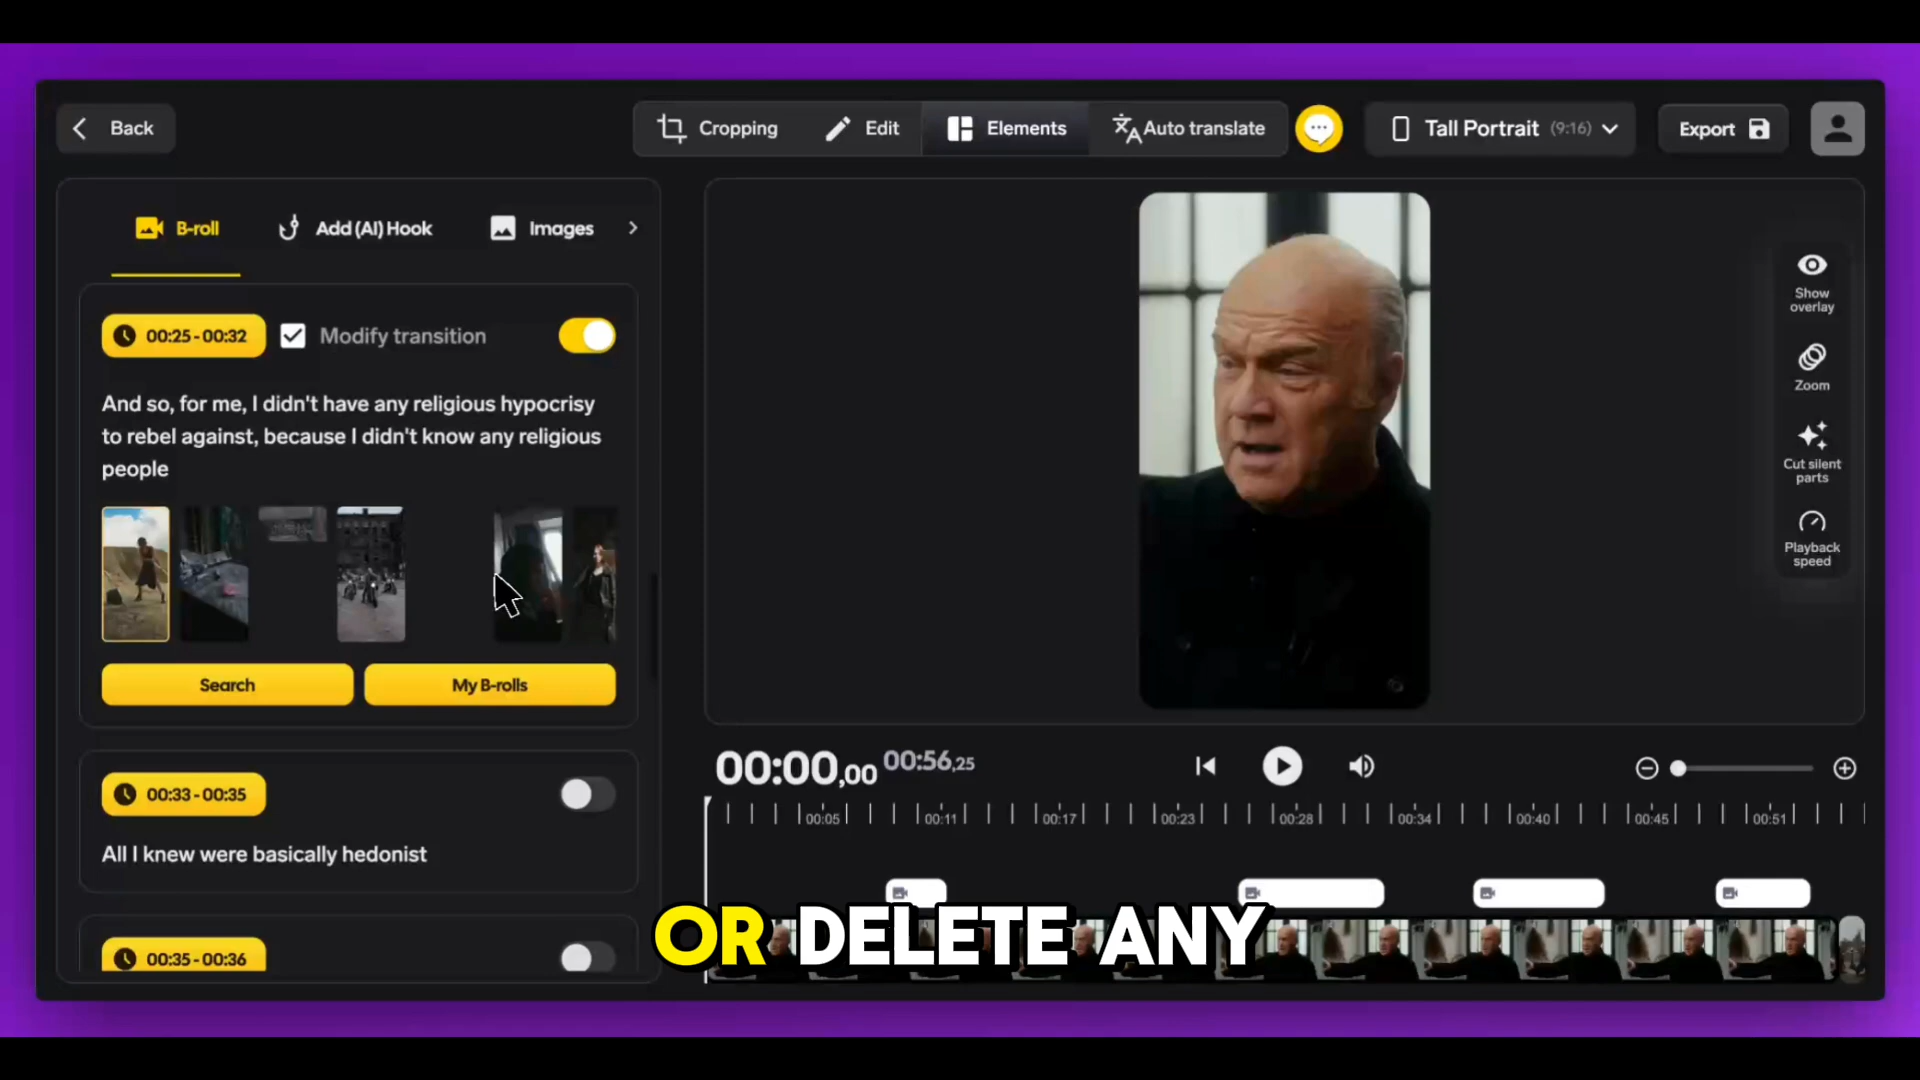 Back
Cropping
Edit
Elements
Auto translate
Tall Portrait (9:16)
Export
B-roll
Add (AI) Hook
Images
00:25 - 00:32
Modify transition
And so, for me, I didn't have any religious hypocrisy
to rebel against, because I didn't know any religious
people
Search
My B-rolls
00:33 - 00:35
All I knew were basically hedonist
00:35 - 00:36
Show
overlay
Zoom
Cut silent
parts
Playback
speed
00:00,00 00:56,25
00:05 00:11 00:17 00:23 00:28 00:34 00:40 00:45 00:51
OR DELETE ANY